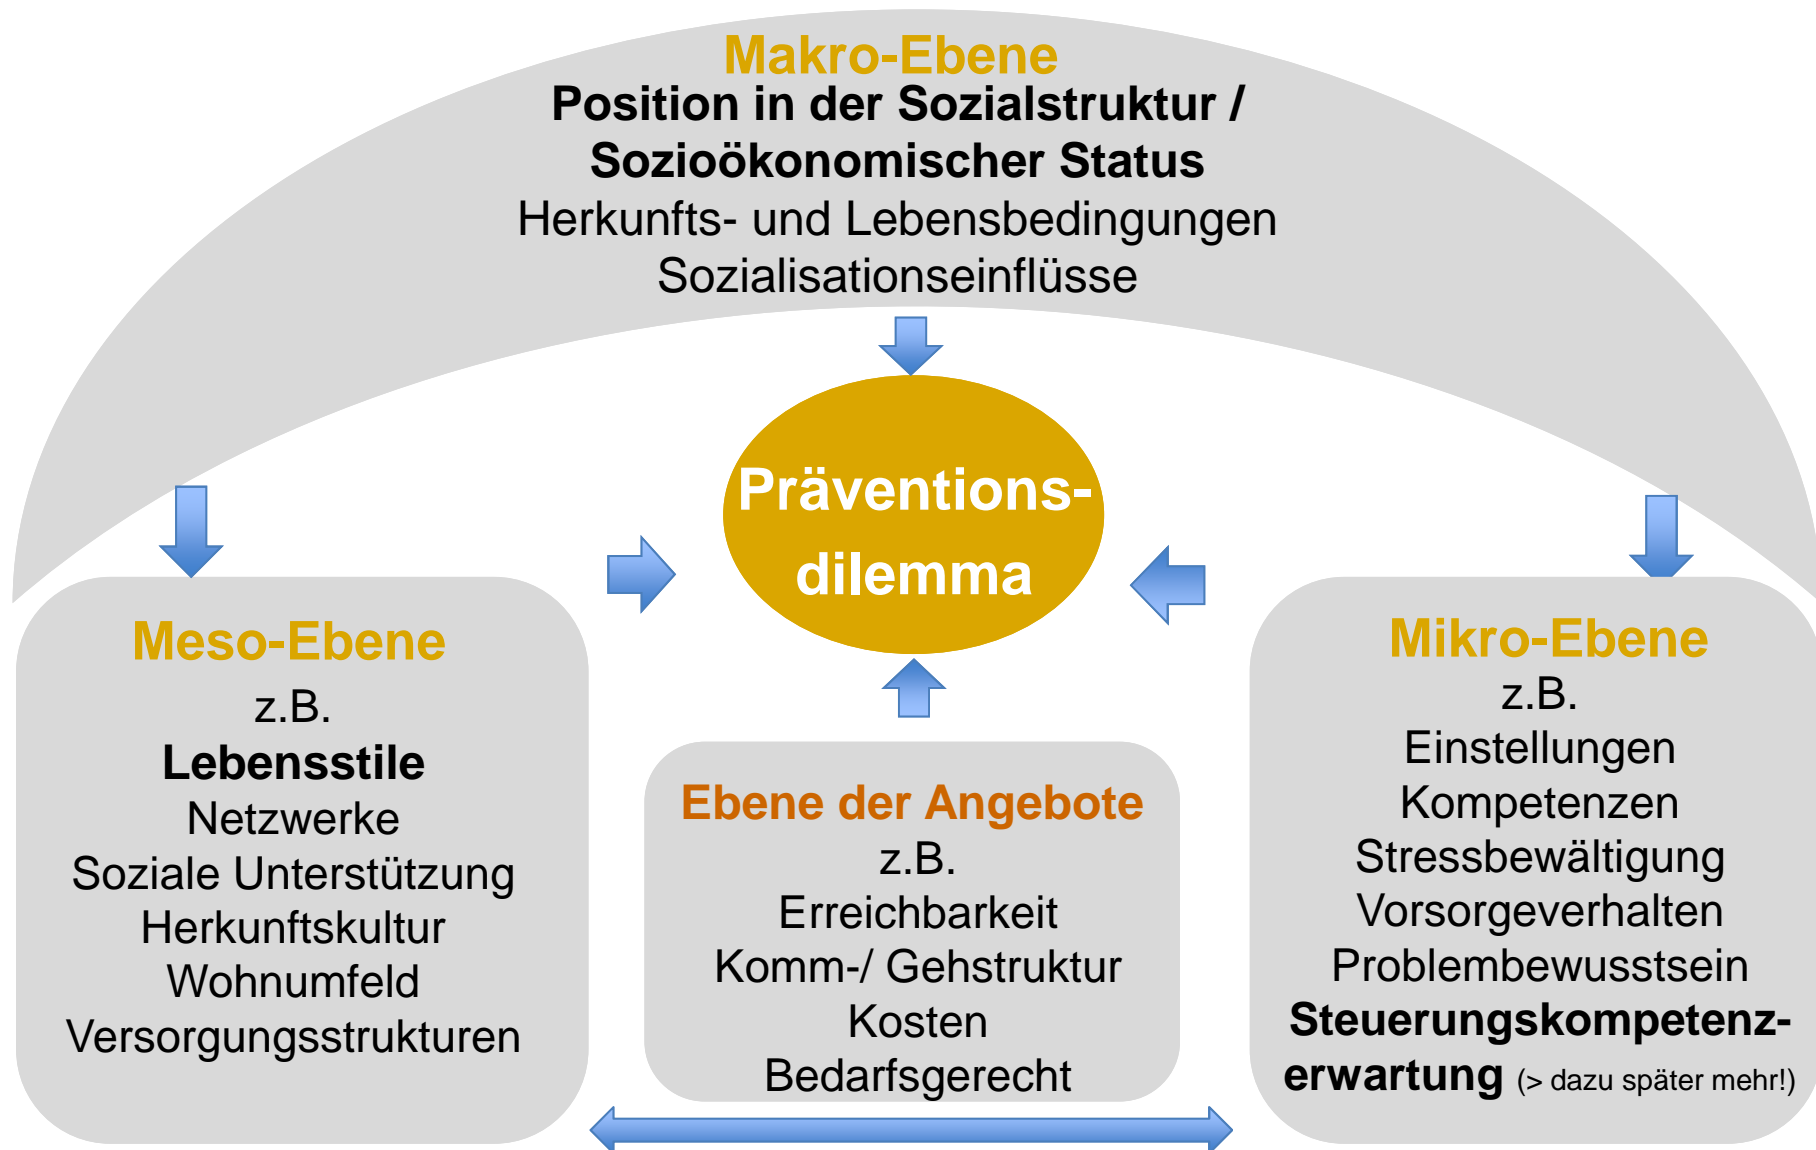 Makro-Ebene
Position in der Sozialstruktur /
Sozioökonomischer Status
Herkunfts- und Lebensbedingungen
Sozialisationseinflüsse
Präventions-
dilemma
Meso-Ebene
z.B.
Lebensstile
Netzwerke
Soziale Unterstützung
Herkunftskultur
Wohnumfeld
Versorgungsstrukturen
Ebene der Angebote
z.B.
Erreichbarkeit
Komm-/ Gehstruktur
Kosten
Bedarfsgerecht
Mikro-Ebene
z.B.
Einstellungen
Kompetenzen
Stressbewältigung
Vorsorgeverhalten
Problembewusstsein
Steuerungskompetenz-
erwartung (> dazu später mehr!)